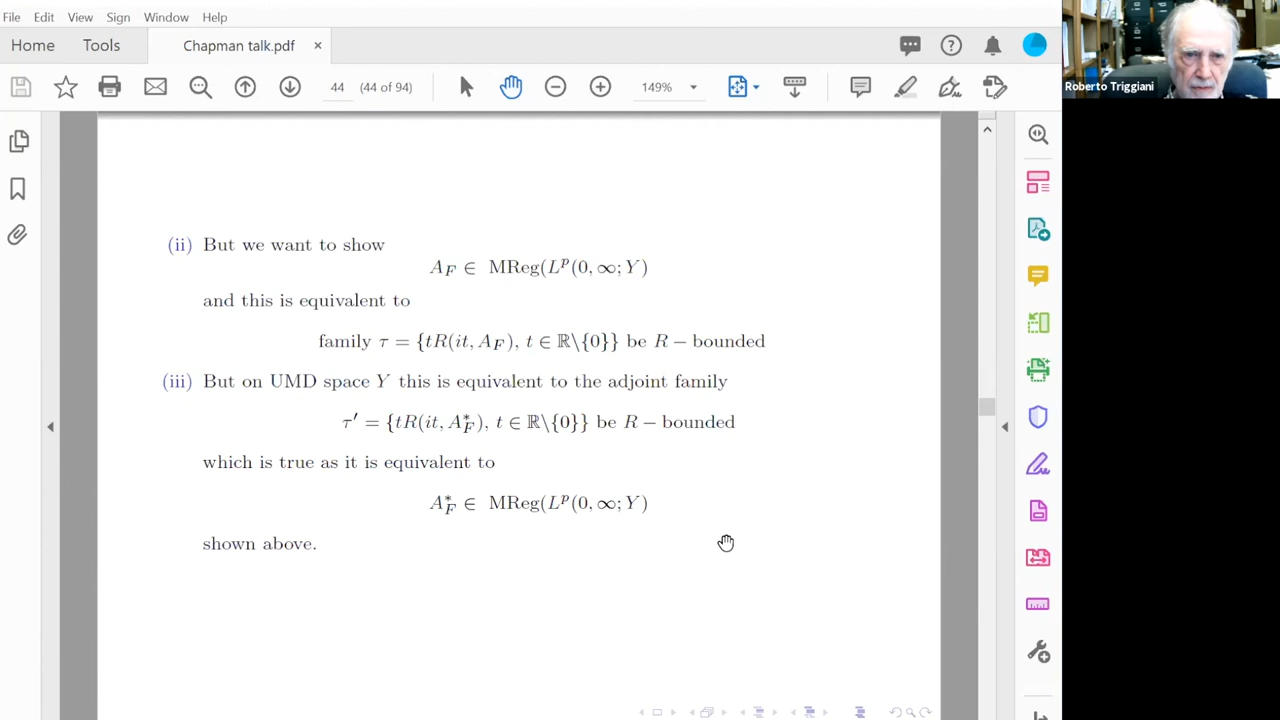 File Edit View Sign Window Help
Home Tools Chapman talk.pdf ×
44 (44 of 94) 149%
Roberto Triggiani
(ii) But we want to show
A_F ∈ MReg(L^p(0, ∞; Y)
and this is equivalent to
family τ = {tR(it, A_F), t ∈ ℝ\{0}} be R − bounded
(iii) But on UMD space Y this is equivalent to the adjoint family
τ′ = {tR(it, A_F^*), t ∈ ℝ\{0}} be R − bounded
which is true as it is equivalent to
A_F^* ∈ MReg(L^p(0, ∞; Y)
shown above.